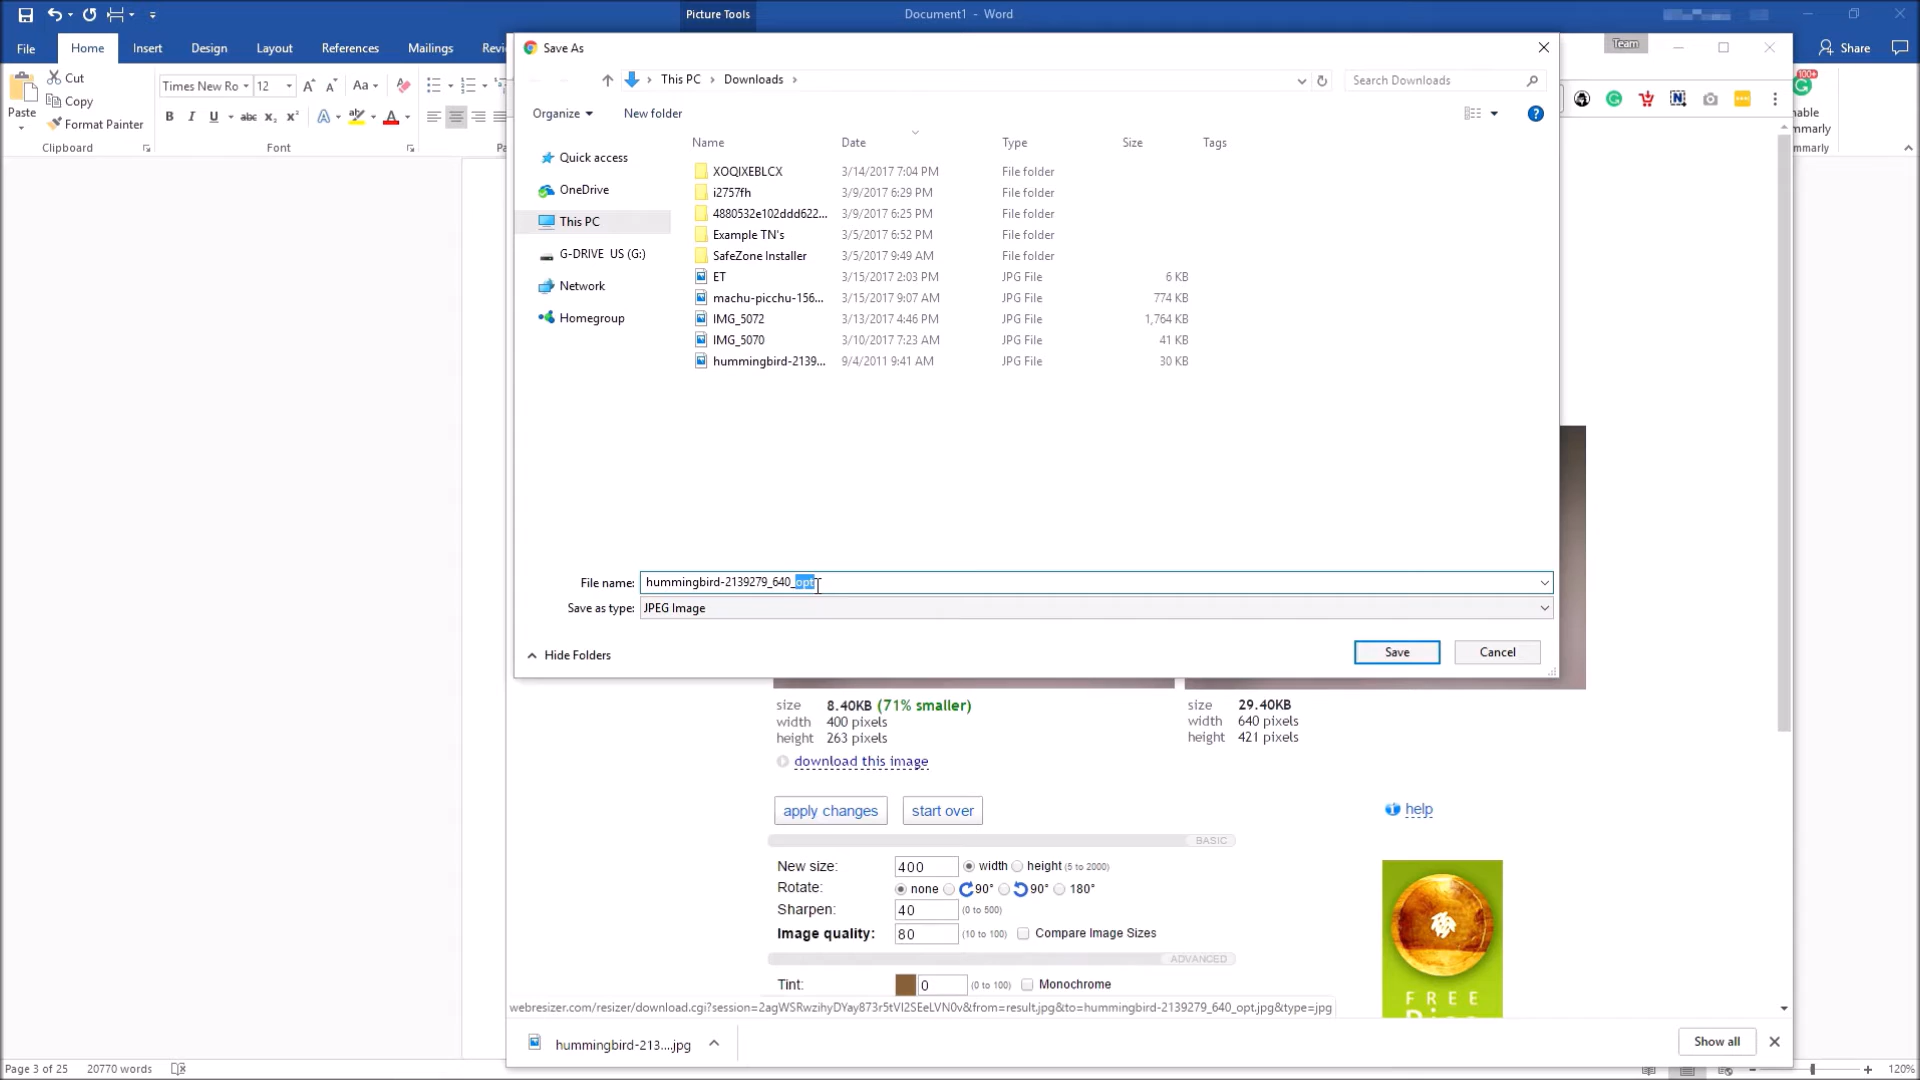 Picture Tools
Document1 - Word
File Home Insert Design Layout References Mailings
Team
Share
Paste
Cut
Copy
Format Painter
Clipboard
Times New Ro 12 Aa
B I U abc X₂ X² A A
Font
100+
Save As
This PC Downloads
Search Downloads
Organize
New folder
Name Date Type Size Tags
Quick access
OneDrive
This PC
G-DRIVE US (G:)
Network
Homegroup
XOQIXEBLCX 3/14/2017 7:04 PM File folder
i2757fh 3/9/2017 6:29 PM File folder
4880532e102ddd622... 3/9/2017 6:25 PM File folder
Example TN's 3/5/2017 6:52 PM File folder
SafeZone Installer 3/5/2017 9:49 AM File folder
ET 3/15/2017 2:03 PM JPG File 6 KB
machu-picchu-156... 3/15/2017 9:07 AM JPG File 774 KB
IMG_5072 3/13/2017 4:46 PM JPG File 1,764 KB
IMG_5070 3/10/2017 7:23 AM JPG File 41 KB
hummingbird-2139... 9/4/2011 9:41 AM JPG File 30 KB
File name: hummingbird-2139279_640_opt
Save as type: JPEG Image
Hide Folders
Save
Cancel
size 8.40KB (71% smaller)
width 400 pixels
height 263 pixels
download this image
size 29.40KB
width 640 pixels
height 421 pixels
apply changes
start over
help
BASIC
New size: 400 width height (5 to 2000)
Rotate: none 90° 90° 180°
Sharpen: 40 (0 to 500)
Image quality: 80 (10 to 100) Compare Image Sizes
ADVANCED
Tint: 0 (0 to 100) Monochrome
FREE
webresizer.com/resizer/download.cgi?session=2agWSRwzihyDYay873r5tVI2SEeLVN0v&from=result.jpg&to=hummingbird-2139279_640_opt.jpg&type=jpg
hummingbird-213....jpg
Show all
Page 3 of 25 20770 words
120%